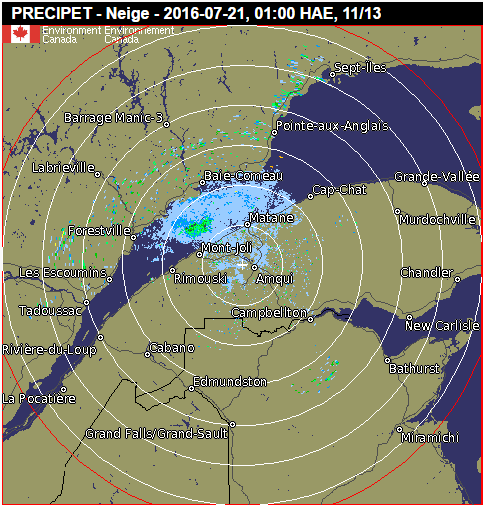 PRECIPET - Neige - 2016-07-21, 01:00 HAE, 11/13
Environment Environnement
Canada Canada
Sept-Îles
Barrage Manic-3
Pointe-aux-Anglais
Labrieville
Baie-Comeau
Grande-Vallée
Cap-Chat
Matane
Murdochville
Forestville
Mont-Joli
Les Escoumins
Rimouski
Amqui
Chandler
Tadoussac
Campbellton
New Carlisle
Rivière-du-Loup
Cabano
Bathurst
Edmundston
La Pocatière
Grand Falls/Grand-Sault
Miramichi